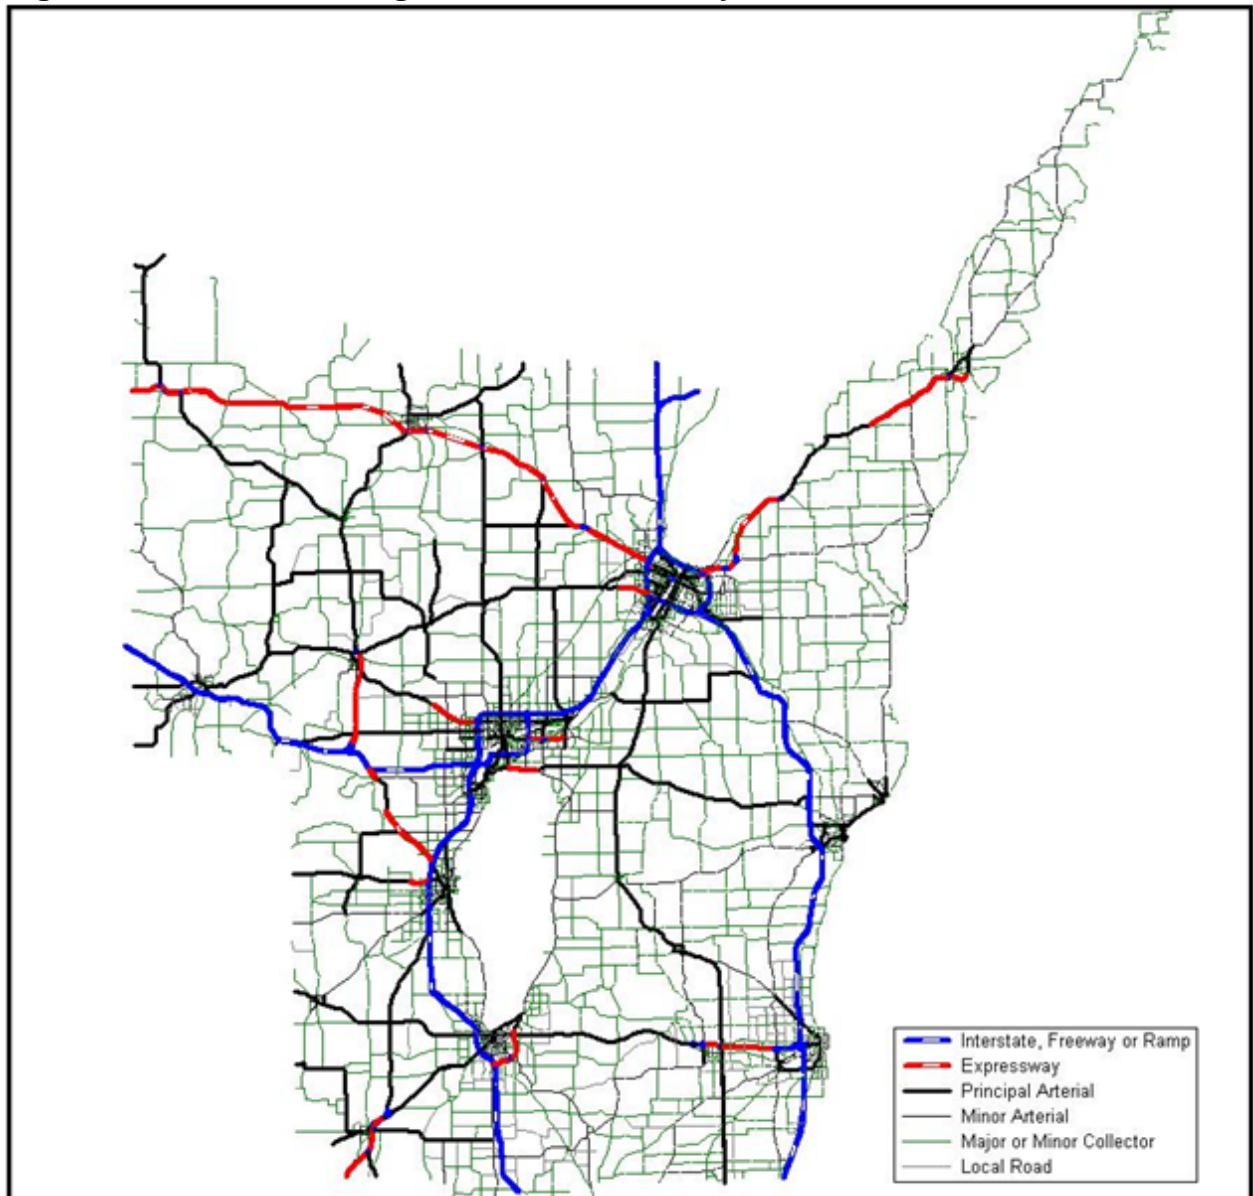 Interstate, Freeway or Ramp
Expressway
Principal Arterial
Minor Arterial
Major or Minor Collector
Local Road